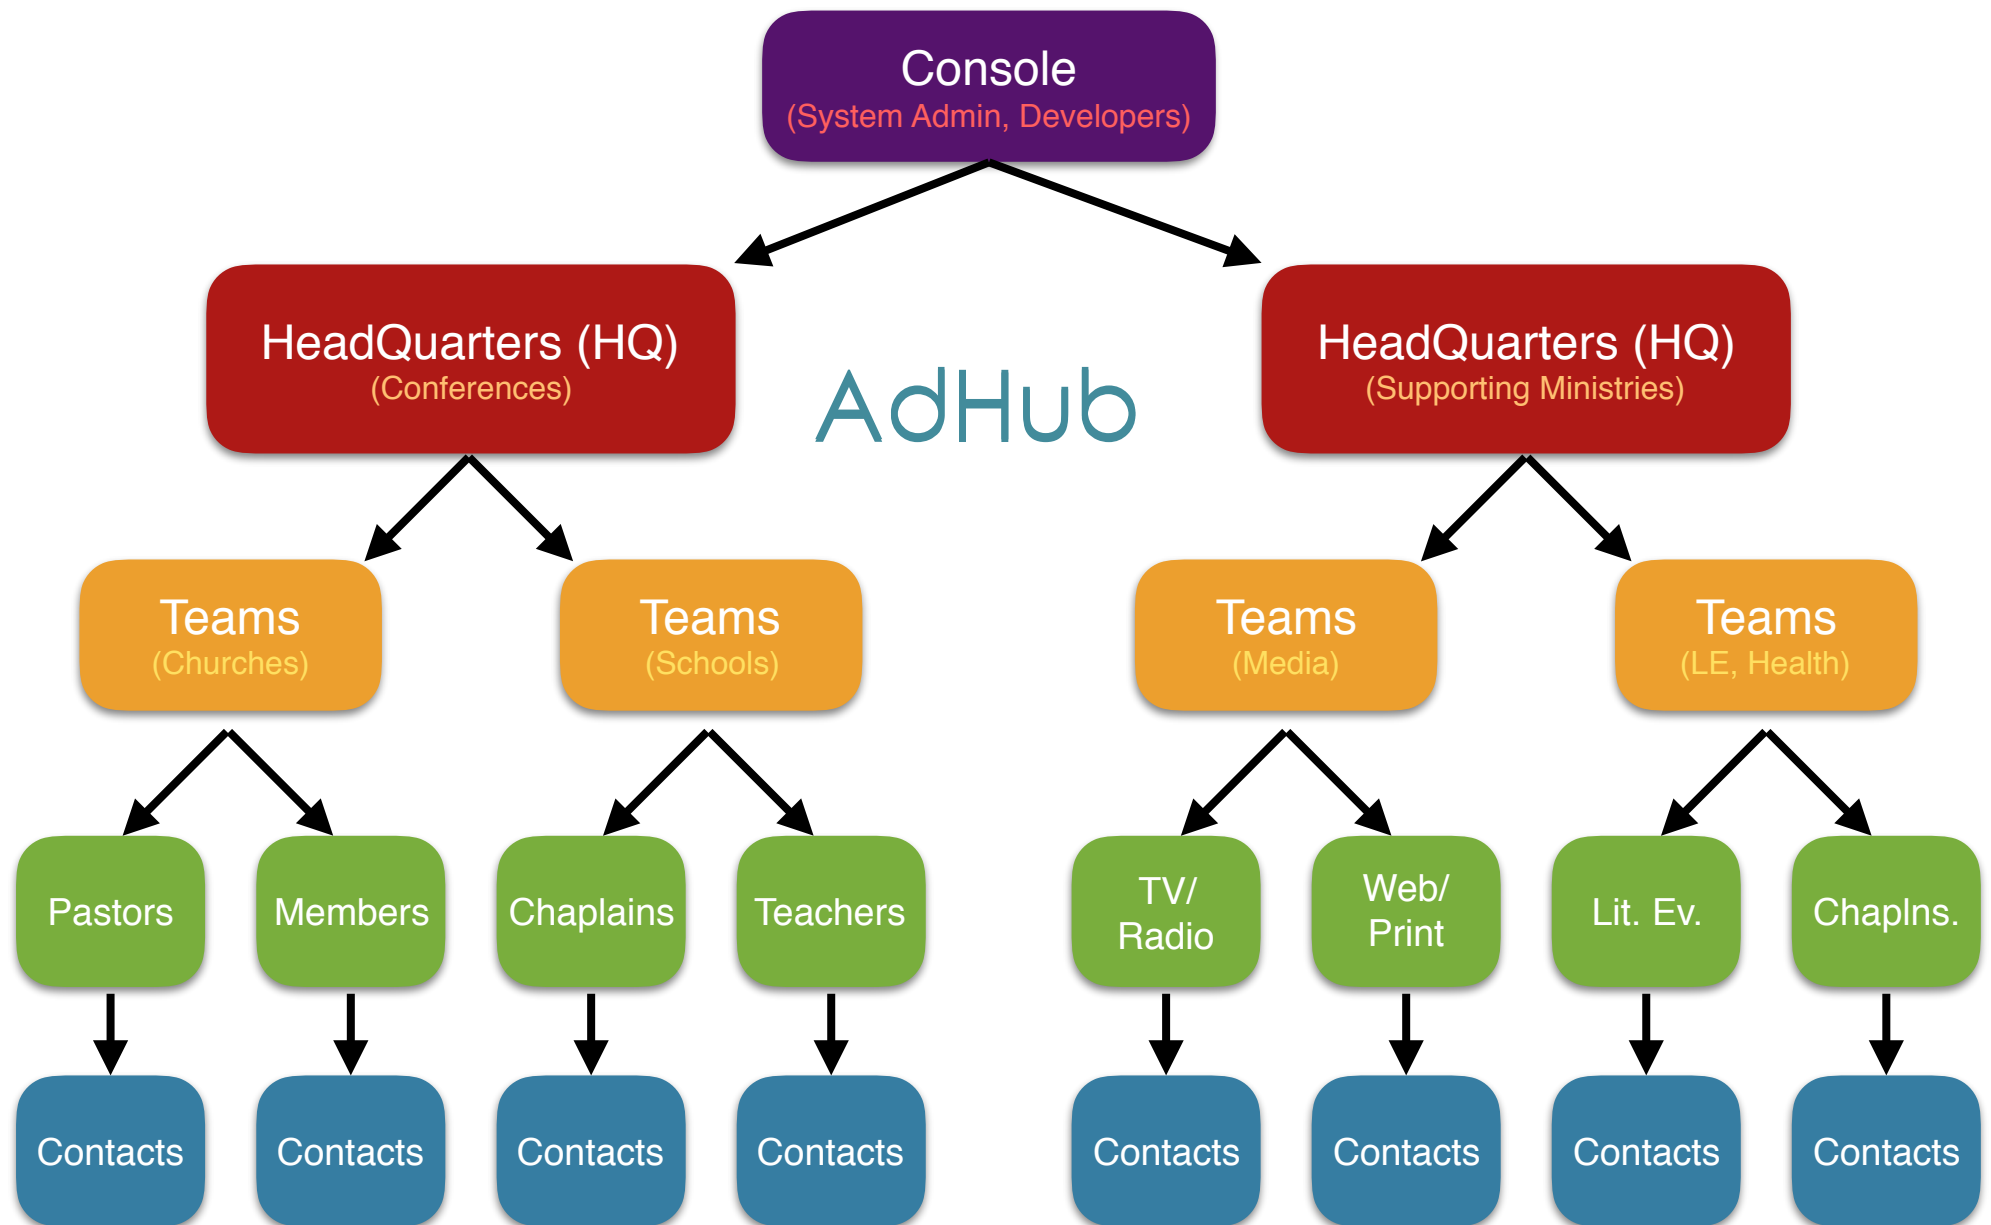 Console
(System Admin, Developers)
HeadQuarters (HQ)
(Conferences)
HeadQuarters (HQ)
(Supporting Ministries)
AdHub
Teams
(Churches)
Teams
(Schools)
Teams
(Media)
Teams
(LE, Health)
Pastors
Members
Chaplains
Teachers
TV/
Radio
Web/
Print
Lit. Ev.
Chaplns.
Contacts
Contacts
Contacts
Contacts
Contacts
Contacts
Contacts
Contacts